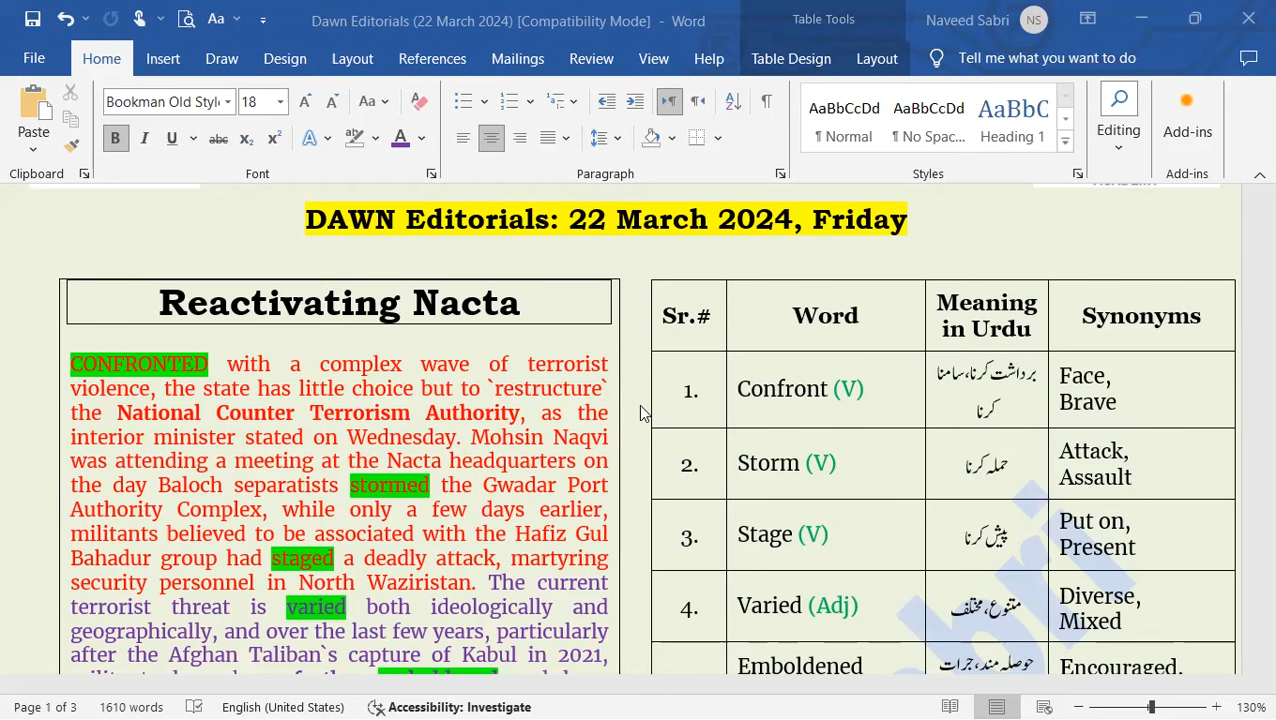 Dawn Editorials (22 March 2024) [Compatibility Mode] - Word
Table Tools
Naveed Sabri NS
File Home Insert Draw Design Layout References Mailings Review View Help Table Design Layout Tell me what you want to do
Bookman Old Styl 18
Paste
AaBbCcDd AaBbCcDd AaBbCcD
¶ Normal ¶ No Spac... Heading 1
Editing
Add-ins
Clipboard Font Paragraph Styles Add-ins
DAWN Editorials: 22 March 2024, Friday
Reactivating Nacta
CONFRONTED with a complex wave of terrorist
violence, the state has little choice but to `restructure`
the National Counter Terrorism Authority, as the
interior minister stated on Wednesday. Mohsin Naqvi
was attending a meeting at the Nacta headquarters on
the day Baloch separatists stormed the Gwadar Port
Authority Complex, while only a few days earlier,
militants believed to be associated with the Hafiz Gul
Bahadur group had staged a deadly attack, martyring
security personnel in North Waziristan. The current
terrorist threat is varied both ideologically and
geographically, and over the last few years, particularly
after the Afghan Taliban`s capture of Kabul in 2021,
Sr.# Word Meaning in Urdu Synonyms
1. Confront (V) برداشت کرنا، سامنا کرنا Face, Brave
2. Storm (V) حملہ کرنا Attack, Assault
3. Stage (V) پیش کرنا Put on, Present
4. Varied (Adj) متنوع، مختلف Diverse, Mixed
Emboldened حوصلہ مند، جرات Encouraged,
Page 1 of 3 1610 words English (United States) Accessibility: Investigate 130%